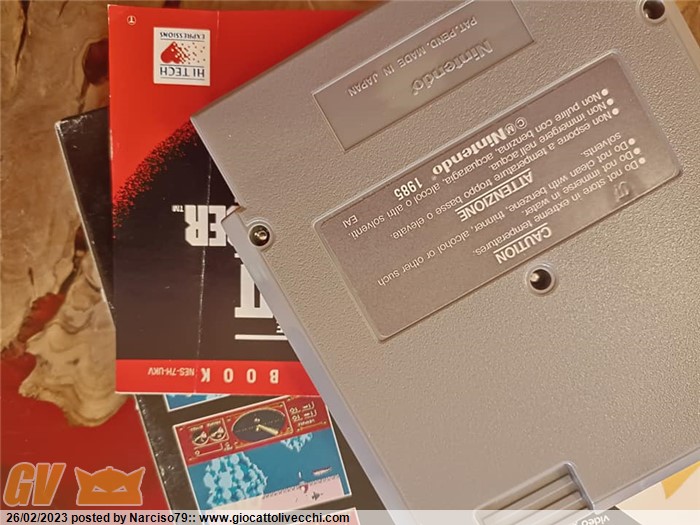 HI TECH
EXPRESSIONS
Nintendo®
PAT. PEND. MADE IN JAPAN
CAUTION
• Do not store in extreme temperatures.
• Do not immerse in water.
• Do not clean with benzene, thinner, alcohol or other such
solvents.
ATTENZIONE
• Non esporre a temperature troppo basse o elevate.
• Non immergere nell'acqua.
• Non pulire con benzina, acquaragia, alcool o altri solventi.
© Nintendo® 1985 EAI
BER™
T
BOOK NES-7H-UKV
video
GV
26/02/2023 posted by Narciso79:: www.giocattolivecchi.com